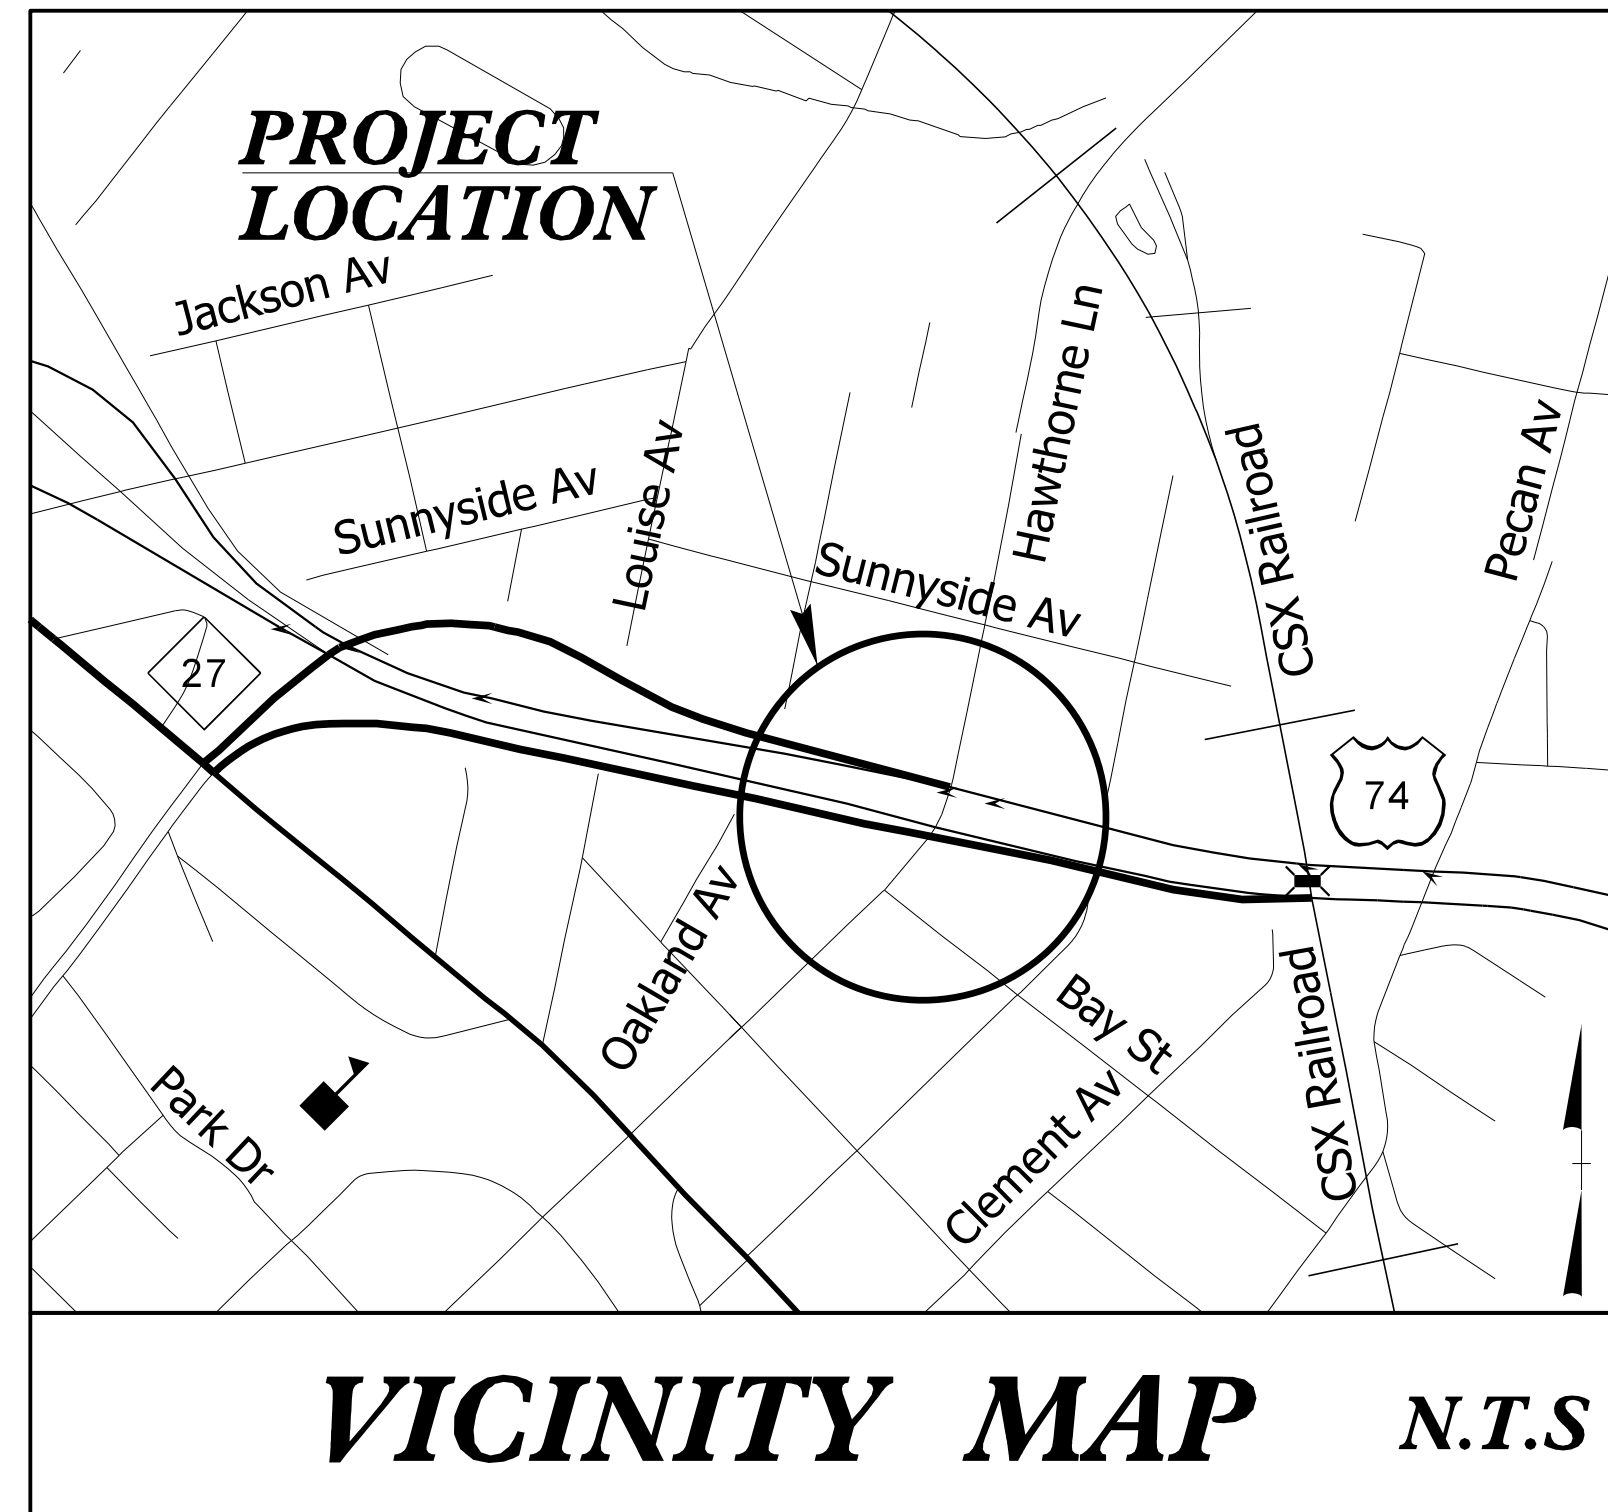 PROJECT
LOCATION
Jackson Av
Sunnyside Av
Louise Av
Hawthorne Ln
Sunnyside Av
CSX Railroad
Pecan Av
27
74
Oakland Av
Bay St
Clement Av
CSX Railroad
Park Dr
VICINITY MAP
N.T.S